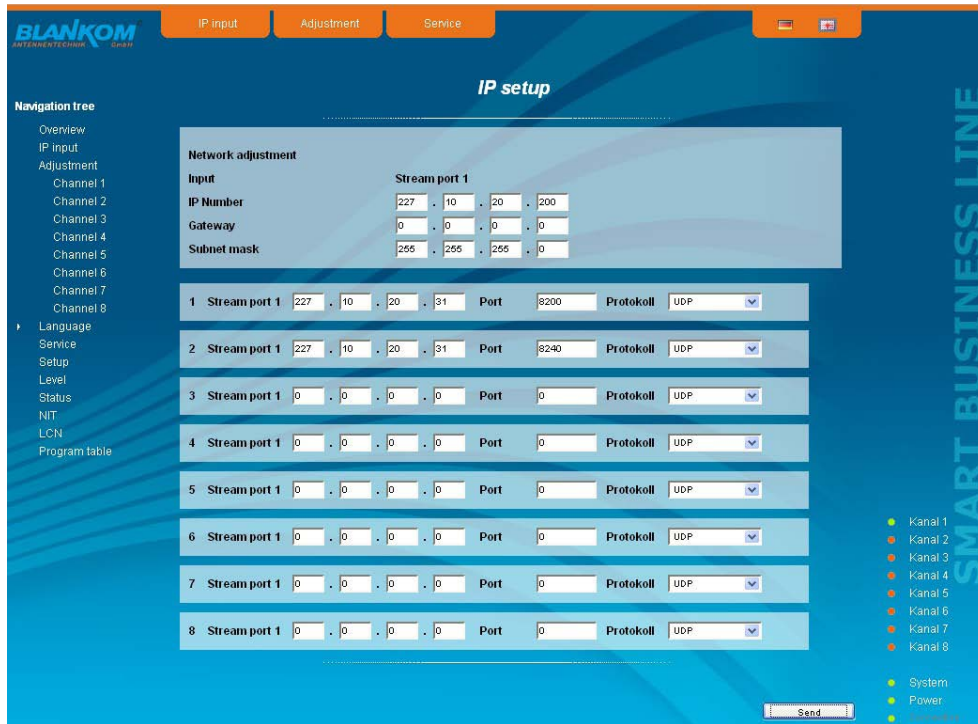 BLANKOM
ANTENNENTECHNIK GmbH
IP input
Adjustment
Service
IP setup
Navigation tree
Overview
IP input
Adjustment
Channel 1
Channel 2
Channel 3
Channel 4
Channel 5
Channel 6
Channel 7
Channel 8
Language
Service
Setup
Level
Status
NIT
LCN
Program table
Network adjustment
Input Stream port 1
IP Number 227 . 10 . 20 . 200
Gateway 0 . 0 . 0 . 0
Subnet mask 255 . 255 . 255 . 0
1 Stream port 1 227 . 10 . 20 . 31 Port 8200 Protokoll UDP
2 Stream port 1 227 . 10 . 20 . 31 Port 8240 Protokoll UDP
3 Stream port 1 0 . 0 . 0 . 0 Port 0 Protokoll UDP
4 Stream port 1 0 . 0 . 0 . 0 Port 0 Protokoll UDP
5 Stream port 1 0 . 0 . 0 . 0 Port 0 Protokoll UDP
6 Stream port 1 0 . 0 . 0 . 0 Port 0 Protokoll UDP
7 Stream port 1 0 . 0 . 0 . 0 Port 0 Protokoll UDP
8 Stream port 1 0 . 0 . 0 . 0 Port 0 Protokoll UDP
Send
SMART BUSINESS LINE
Kanal 1
Kanal 2
Kanal 3
Kanal 4
Kanal 5
Kanal 6
Kanal 7
Kanal 8
System
Power